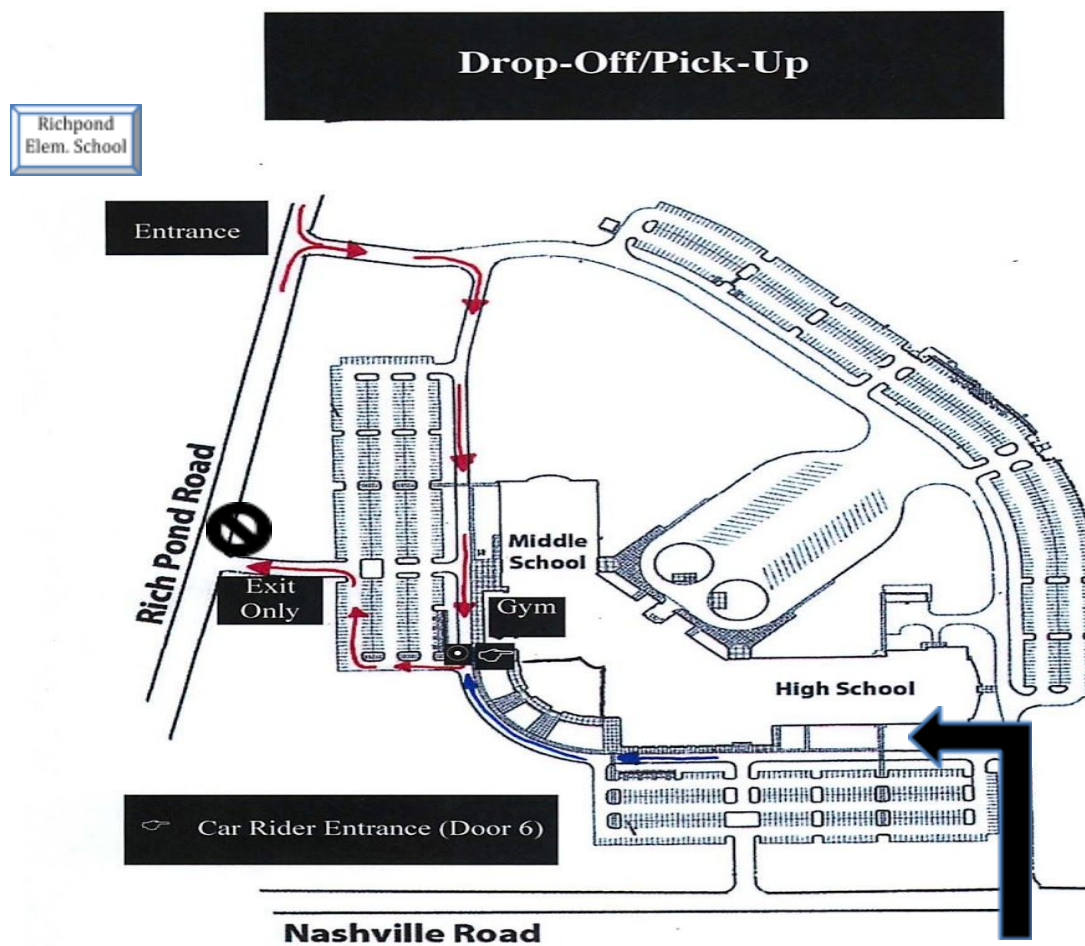 Drop-Off/Pick-Up
Richpond
Elem. School
Entrance
Rich Pond Road
Middle
School
Exit
Only
Gym
High School
Car Rider Entrance (Door 6)
Nashville Road